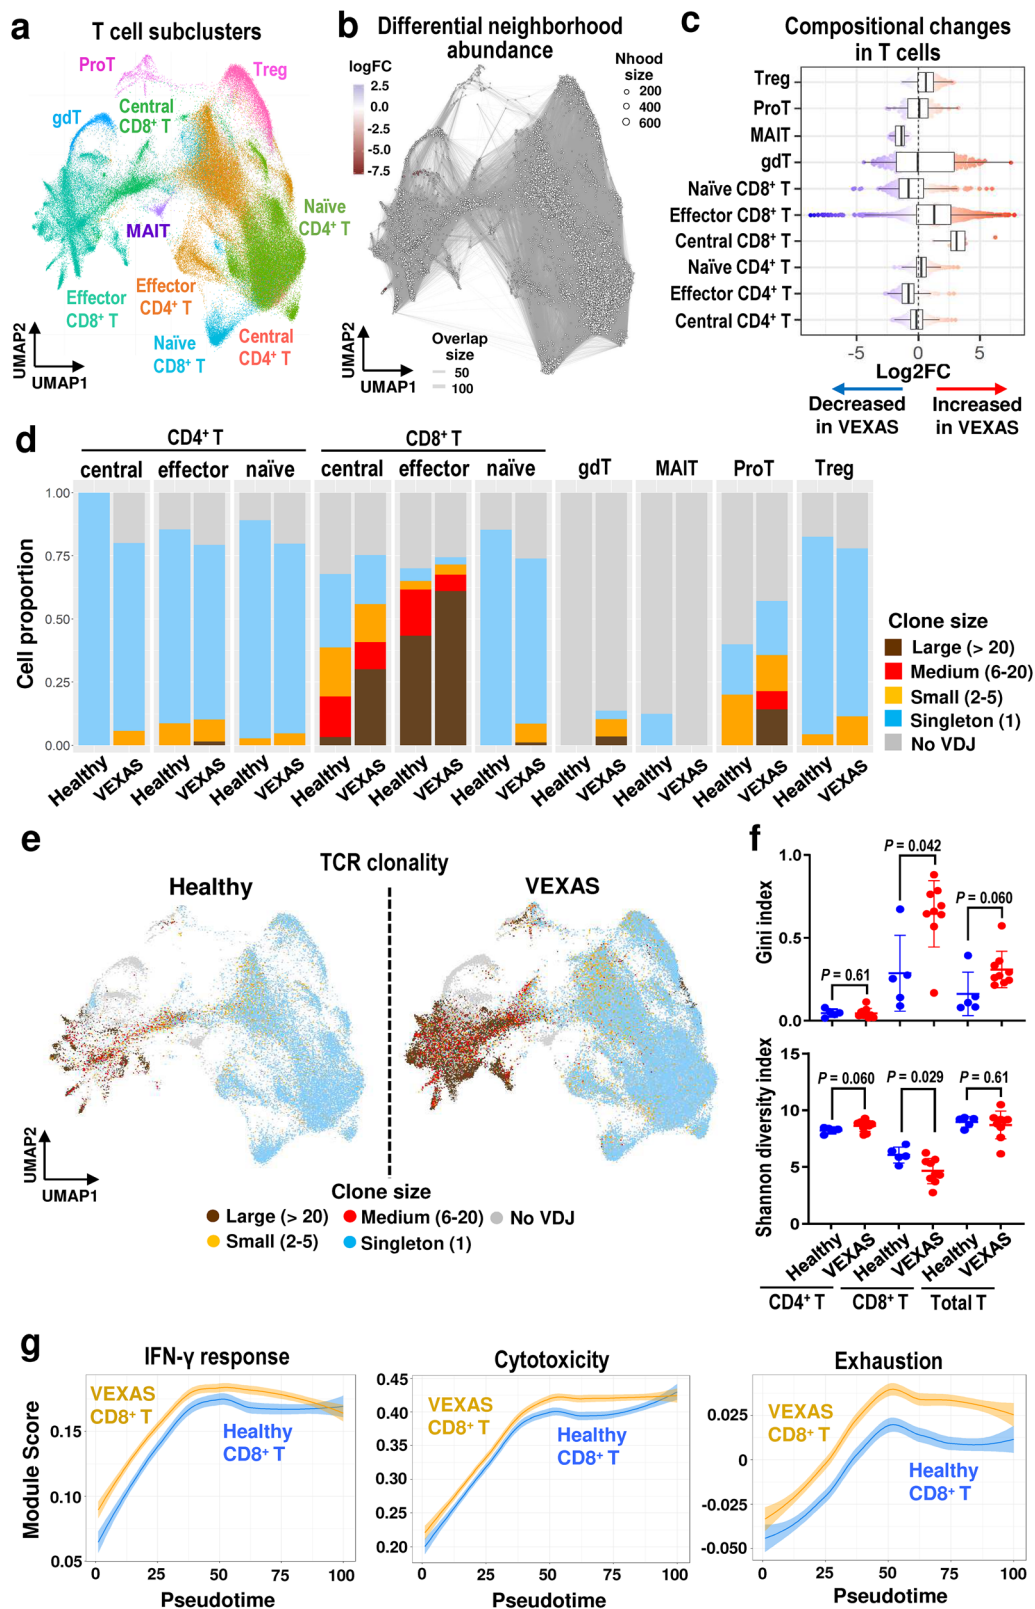 a
T cell subclusters
ProT
Treg
Central
CD8⁺ T
gdT
MAIT
Naïve
CD4⁺ T
Effector
CD8⁺ T
Effector
CD4⁺ T
Naïve
CD8⁺ T
Central
CD4⁺ T
UMAP2
UMAP1
b
Differential neighborhood
abundance
logFC
2.5
0.0
-2.5
-5.0
-7.5
Nhood
size
200
400
600
Overlap
size
50
100
UMAP2
UMAP1
c
Compositional changes
in T cells
Treg
ProT
MAIT
gdT
Naïve CD8⁺ T
Effector CD8⁺ T
Central CD8⁺ T
Naïve CD4⁺ T
Effector CD4⁺ T
Central CD4⁺ T
-5 0 5
Log2FC
Decreased
in VEXAS
Increased
in VEXAS
d
CD4⁺ T
CD8⁺ T
central effector naïve central effector naïve gdT MAIT ProT Treg
Cell proportion
1.00
0.75
0.50
0.25
0.00
Healthy VEXAS Healthy VEXAS Healthy VEXAS Healthy VEXAS Healthy VEXAS Healthy VEXAS Healthy VEXAS Healthy VEXAS Healthy VEXAS Healthy VEXAS
Clone size
Large (> 20)
Medium (6-20)
Small (2-5)
Singleton (1)
No VDJ
e
TCR clonality
Healthy
VEXAS
UMAP2
UMAP1
Clone size
Large (> 20) Medium (6-20) No VDJ
Small (2-5) Singleton (1)
f
Gini index
1.0
0.5
0.0
P = 0.61
P = 0.042
P = 0.060
Shannon diversity index
15
10
5
0
P = 0.060
P = 0.029
P = 0.61
Healthy VEXAS Healthy VEXAS Healthy VEXAS
CD4⁺ T CD8⁺ T Total T
g
IFN-γ response
Module Score
0.15
0.10
0.05
VEXAS
CD8⁺ T
Healthy
CD8⁺ T
0 25 50 75 100
Pseudotime
Cytotoxicity
0.45
0.40
0.35
0.30
0.25
0.20
VEXAS
CD8⁺ T
Healthy
CD8⁺ T
0 25 50 75 100
Pseudotime
Exhaustion
0.025
0
-0.025
-0.050
VEXAS
CD8⁺ T
Healthy
CD8⁺ T
0 25 50 75 100
Pseudotime